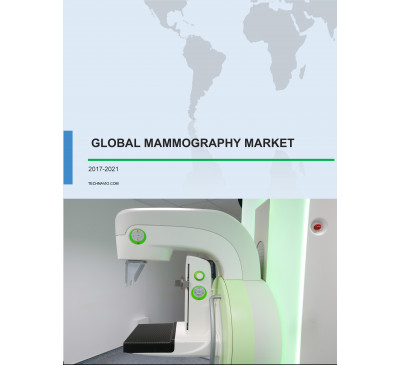 GLOBAL MAMMOGRAPHY MARKET
2017-2021
TECHNAVIO.COM